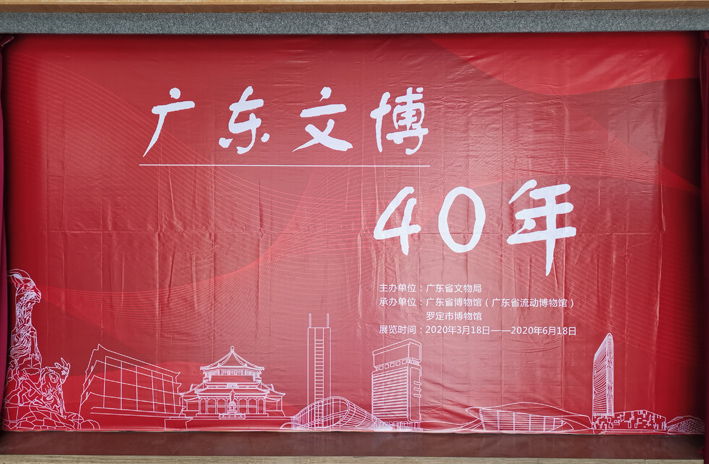 广东文博
40年
主办单位：广东省文物局
承办单位：广东省博物馆（广东省流动博物馆）
罗定市博物馆
展览时间：2020年3月18日——2020年6月18日